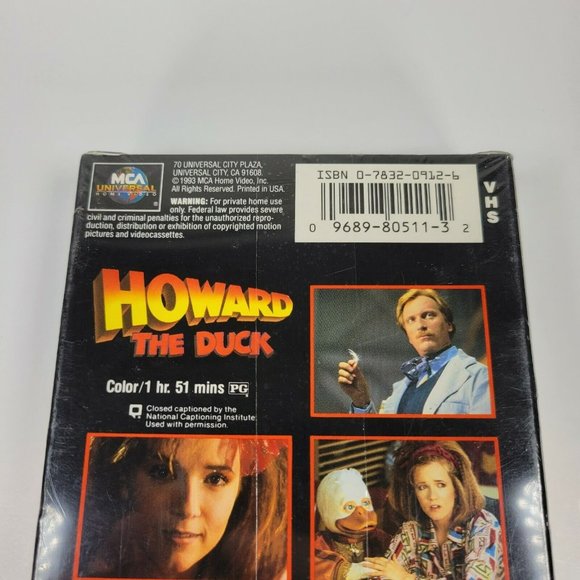 MCA
UNIVERSAL
HOME VIDEO
®
70 UNIVERSAL CITY PLAZA,
UNIVERSAL CITY, CA 91608.
©1993 MCA Home Video, Inc.
All Rights Reserved. Printed in USA.
WARNING: For private home use
only. Federal law provides severe
civil and criminal penalties for the unauthorized repro-
duction, distribution or exhibition of copyrighted motion
pictures and videocassettes.
ISBN 0-7832-0912-6
0 9689-80511-3 2
VHS
HOWARD
THE DUCK
Color/1 hr. 51 mins PG
Closed captioned by the
National Captioning Institute.
Used with permission.